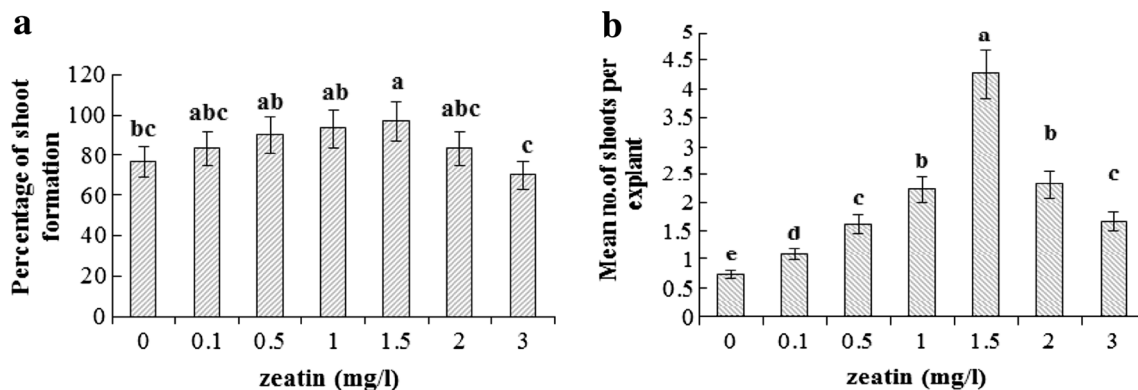 a
Percentage of shoot
formation
120
100
80
60
40
20
0
bc
abc
ab
ab
a
abc
c
0 0.1 0.5 1 1.5 2 3
zeatin (mg/l)
b
Mean no.of shoots per
explant
5
4.5
3.5
3
2.5
2
1.5
1
0.5
0
e
d
c
b
a
b
c
0 0.1 0.5 1 1.5 2 3
zeatin (mg/l)